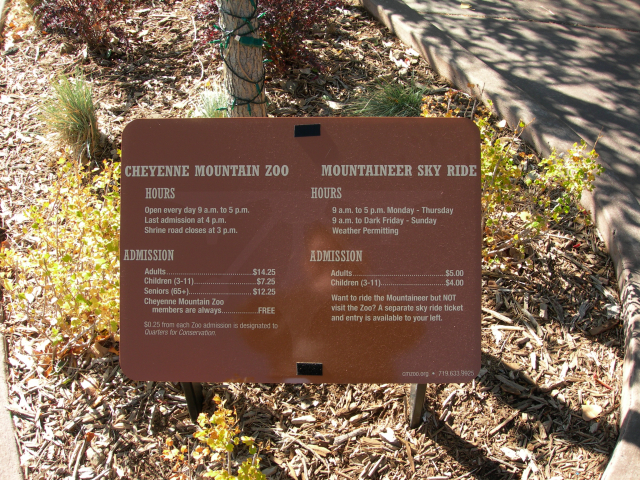 CHEYENNE MOUNTAIN ZOO
HOURS
Open every day 9 a.m. to 5 p.m.
Last admission at 4 p.m.
Shrine road closes at 3 p.m.
ADMISSION
Adults....................................$14.25
Children (3-11)......................$7.25
Seniors (65+)........................$12.25
Cheyenne Mountain Zoo
members are always..............FREE
$0.25 from each Zoo admission is designated to
Quarters for Conservation.
MOUNTAINEER SKY RIDE
HOURS
9 a.m. to 5 p.m. Monday - Thursday
9 a.m. to Dark Friday - Sunday
Weather Permitting
ADMISSION
Adults....................................$5.00
Children (3-11)......................$4.00
Want to ride the Mountaineer but NOT
visit the Zoo? A separate sky ride ticket
and entry is available to your left.
cmzoo.org • 719.633.9925